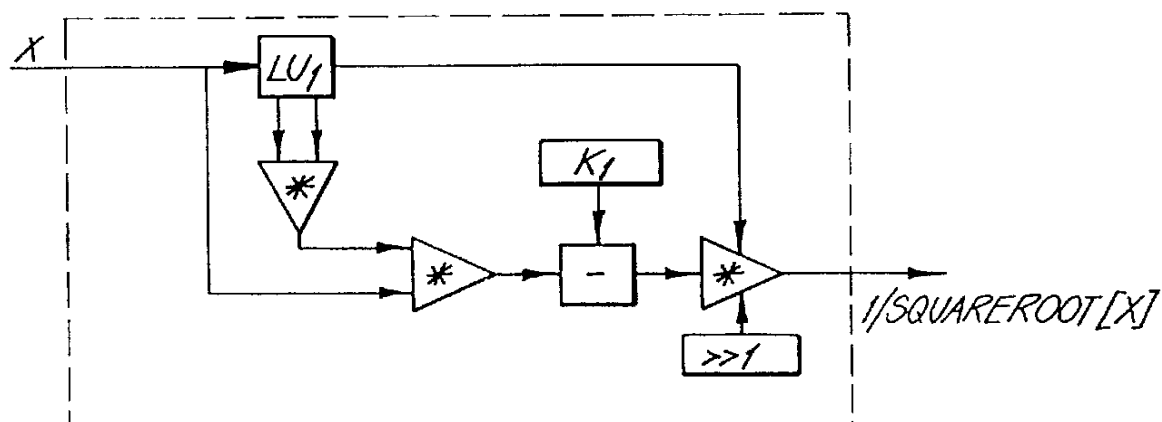 X
LU1
*
K1
*
-
*
>>1
1/SQUAREROOT[X]